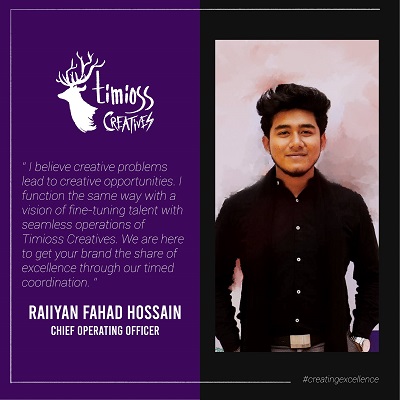 timioss
CREATIVES
" I believe creative problems
lead to creative opportunities. I
function the same way with a
vision of fine-tuning talent with
seamless operations of
Timioss Creatives. We are here
to get your brand the share of
excellence through our timed
coordination. "
RAIIYAN FAHAD HOSSAIN
CHIEF OPERATING OFFICER
#creatingexcellence